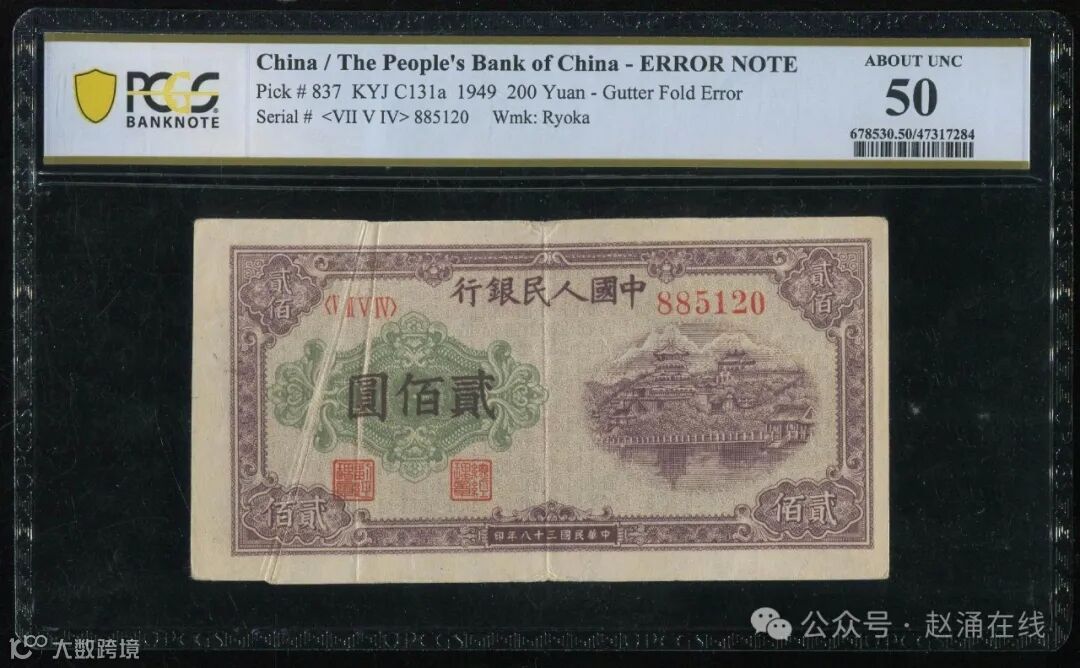 China / The People's Bank of China - ERROR NOTE
Pick # 837 KYJ C131a 1949 200 Yuan - Gutter Fold Error
Serial # <VII V IV> 885120 Wmk: Ryoka
PCGS
BANKNOTE
ABOUT UNC
50
678530.50/47317284
貳佰
貳佰
行銀民人國中
〈VII V IV〉
885120
圓佰貳
佰貳
佰貳
印年八十三國民華中
公众号·赵涌在线
大数跨境